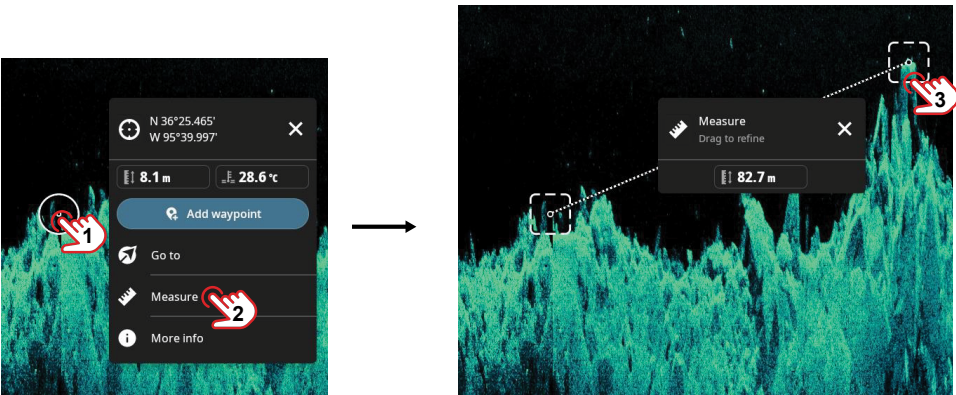 N 36°25.465'
W 95°39.997'
8.1 m
28.6 °C
Add waypoint
1
Go to
Measure
2
More info
3
Measure
Drag to refine
82.7 m